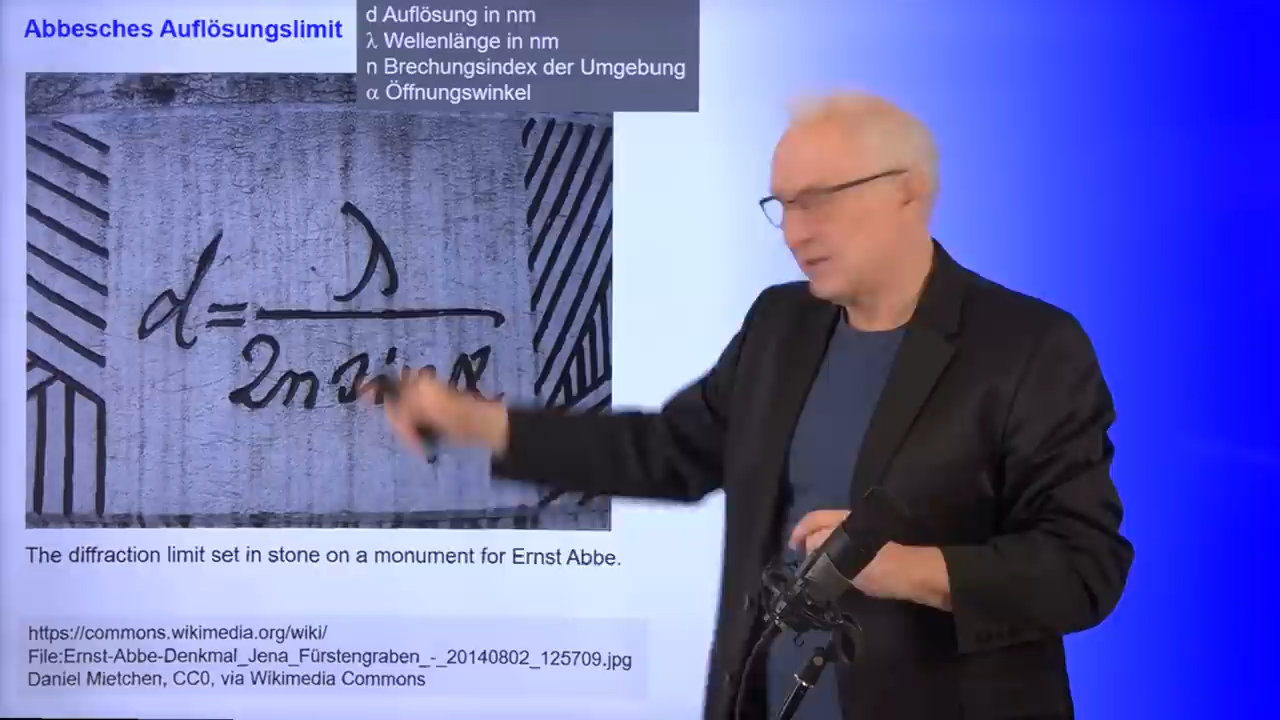 Abbesches Auflösungslimit
d Auflösung in nm
λ Wellenlänge in nm
n Brechungsindex der Umgebung
α Öffnungswinkel
d = λ
2n sin α
The diffraction limit set in stone on a monument for Ernst Abbe.
https://commons.wikimedia.org/wiki/
File:Ernst-Abbe-Denkmal_Jena_Fürstengraben_-_20140802_125709.jpg
Daniel Mietchen, CC0, via Wikimedia Commons